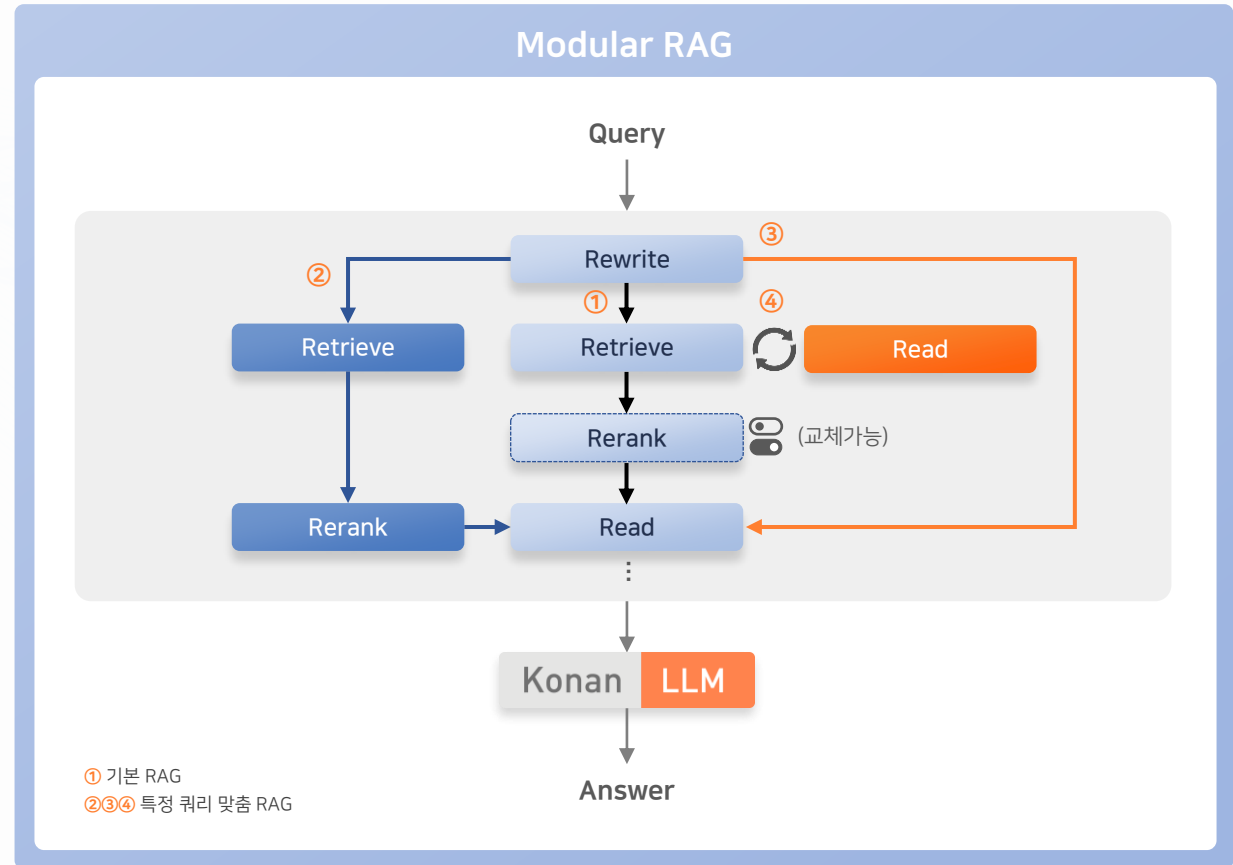 Modular RAG
Query
Rewrite
③
②
①
④
Retrieve
Retrieve
Read
Rerank
(교체가능)
Rerank
Read
⋮
Konan LLM
① 기본 RAG
②③④ 특정 쿼리 맞춤 RAG
Answer